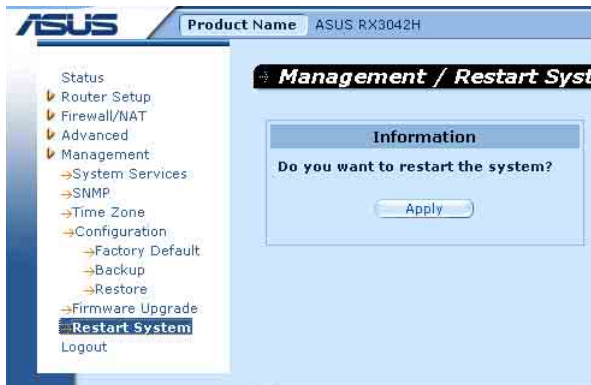 ASUS
Product Name ASUS RX3042H
Status
Router Setup
Firewall/NAT
Advanced
Management
System Services
SNMP
Time Zone
Configuration
Factory Default
Backup
Restore
Firmware Upgrade
Restart System
Logout
Management / Restart Syst
Information
Do you want to restart the system?
Apply